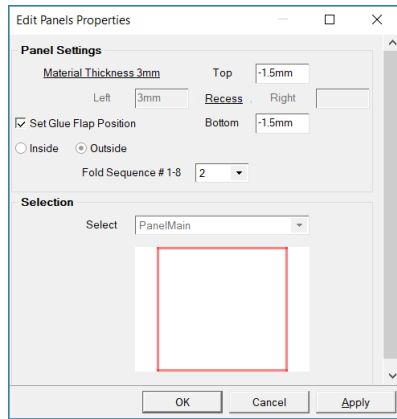 Edit Panels Properties
Panel Settings
Material Thickness 3mm Top -1.5mm
Left 3mm Recess . Right
Set Glue Flap Position Bottom -1.5mm
Inside Outside
Fold Sequence # 1-8 2
Selection
Select PanelMain
OK Cancel Apply